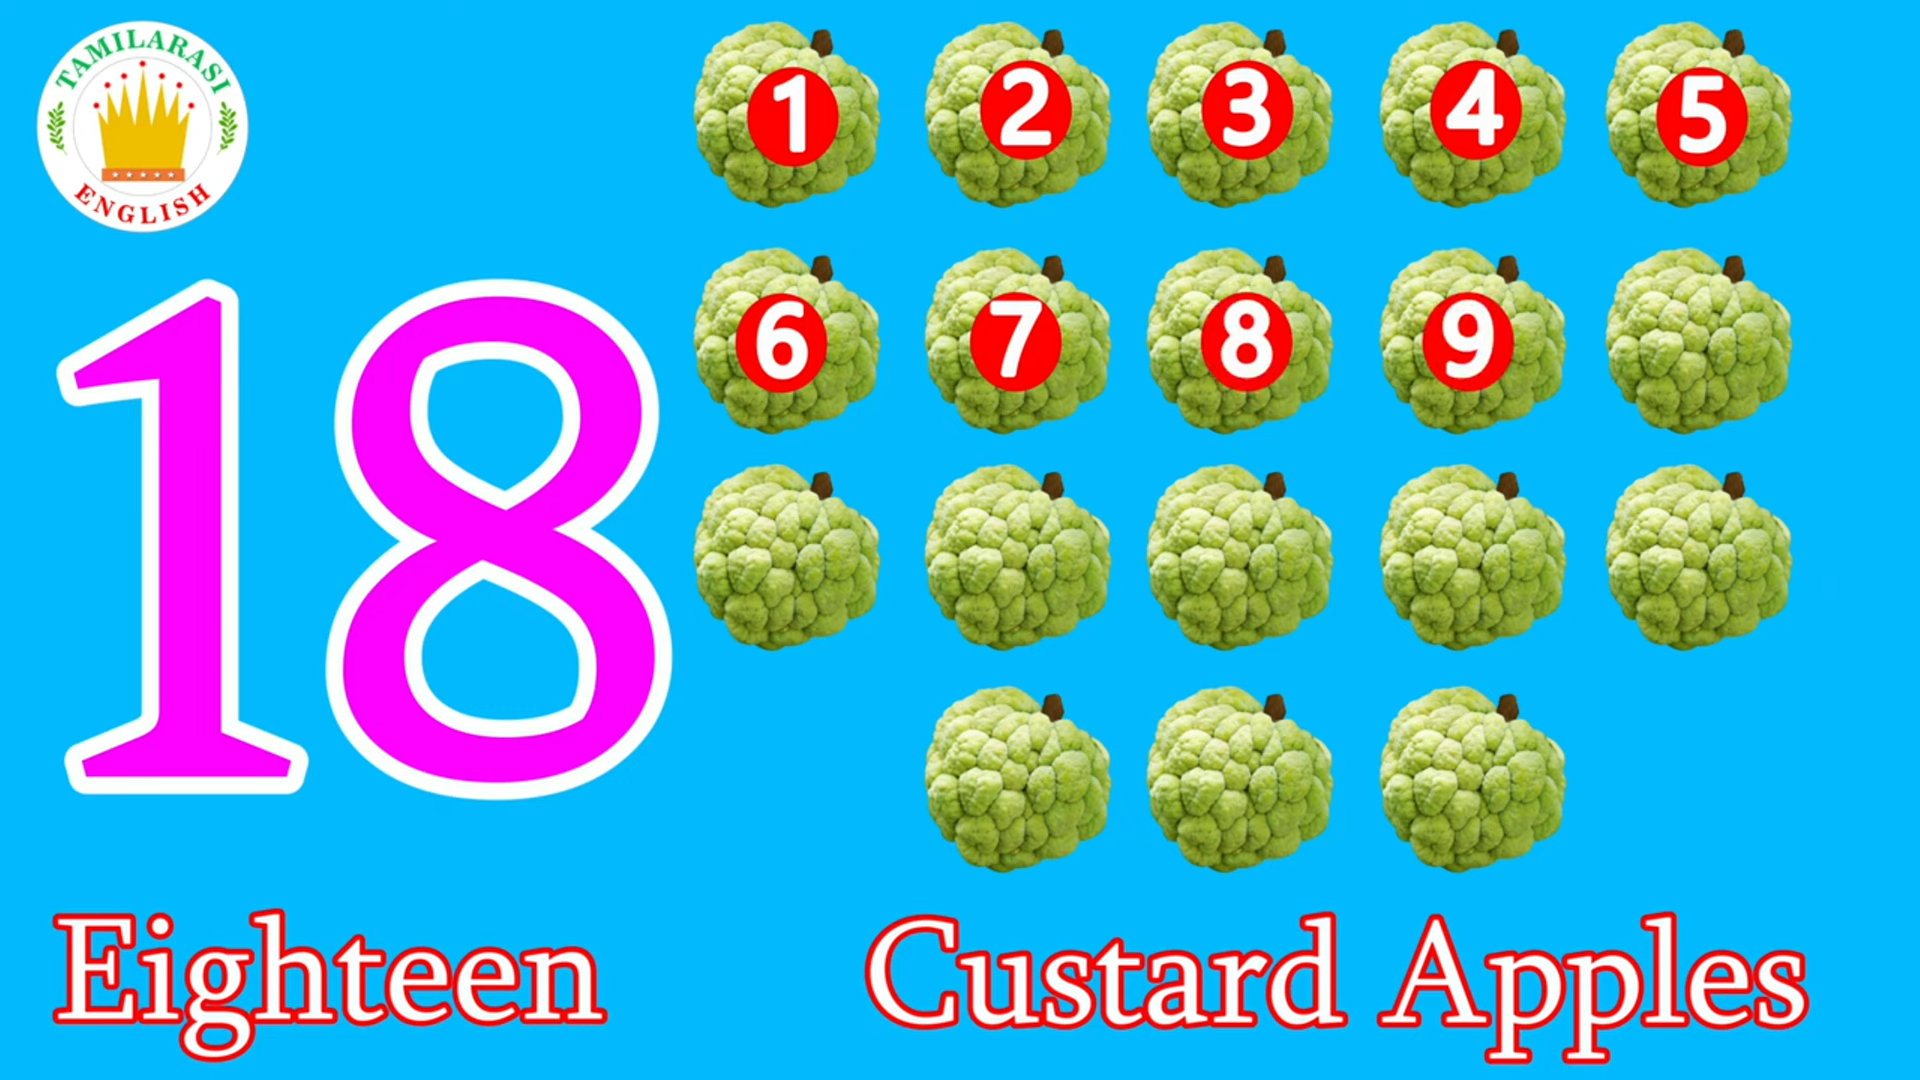 TAMILARASI
ENGLISH
1 2 3 4 5
6 7 8 9
18
Eighteen Custard Apples